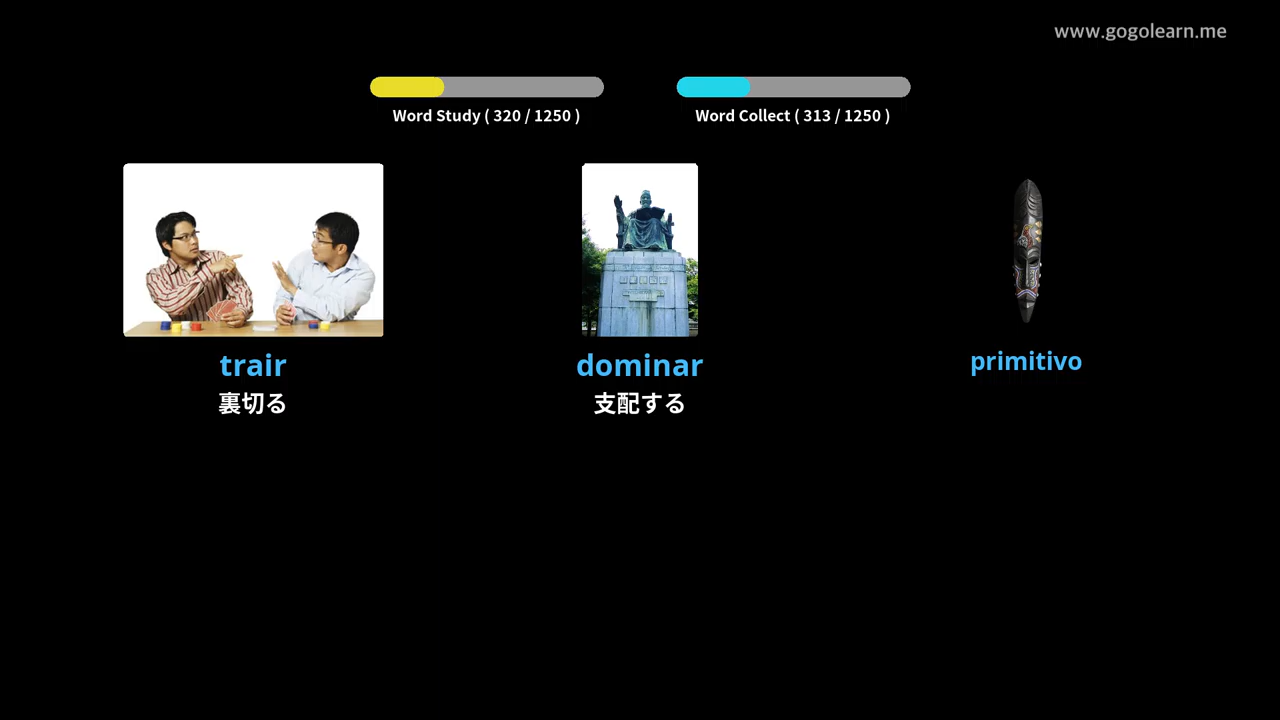 www.gogolearn.me
Word Study ( 320 / 1250 )
Word Collect ( 313 / 1250 )
trair
dominar
primitivo
裏切る
支配する